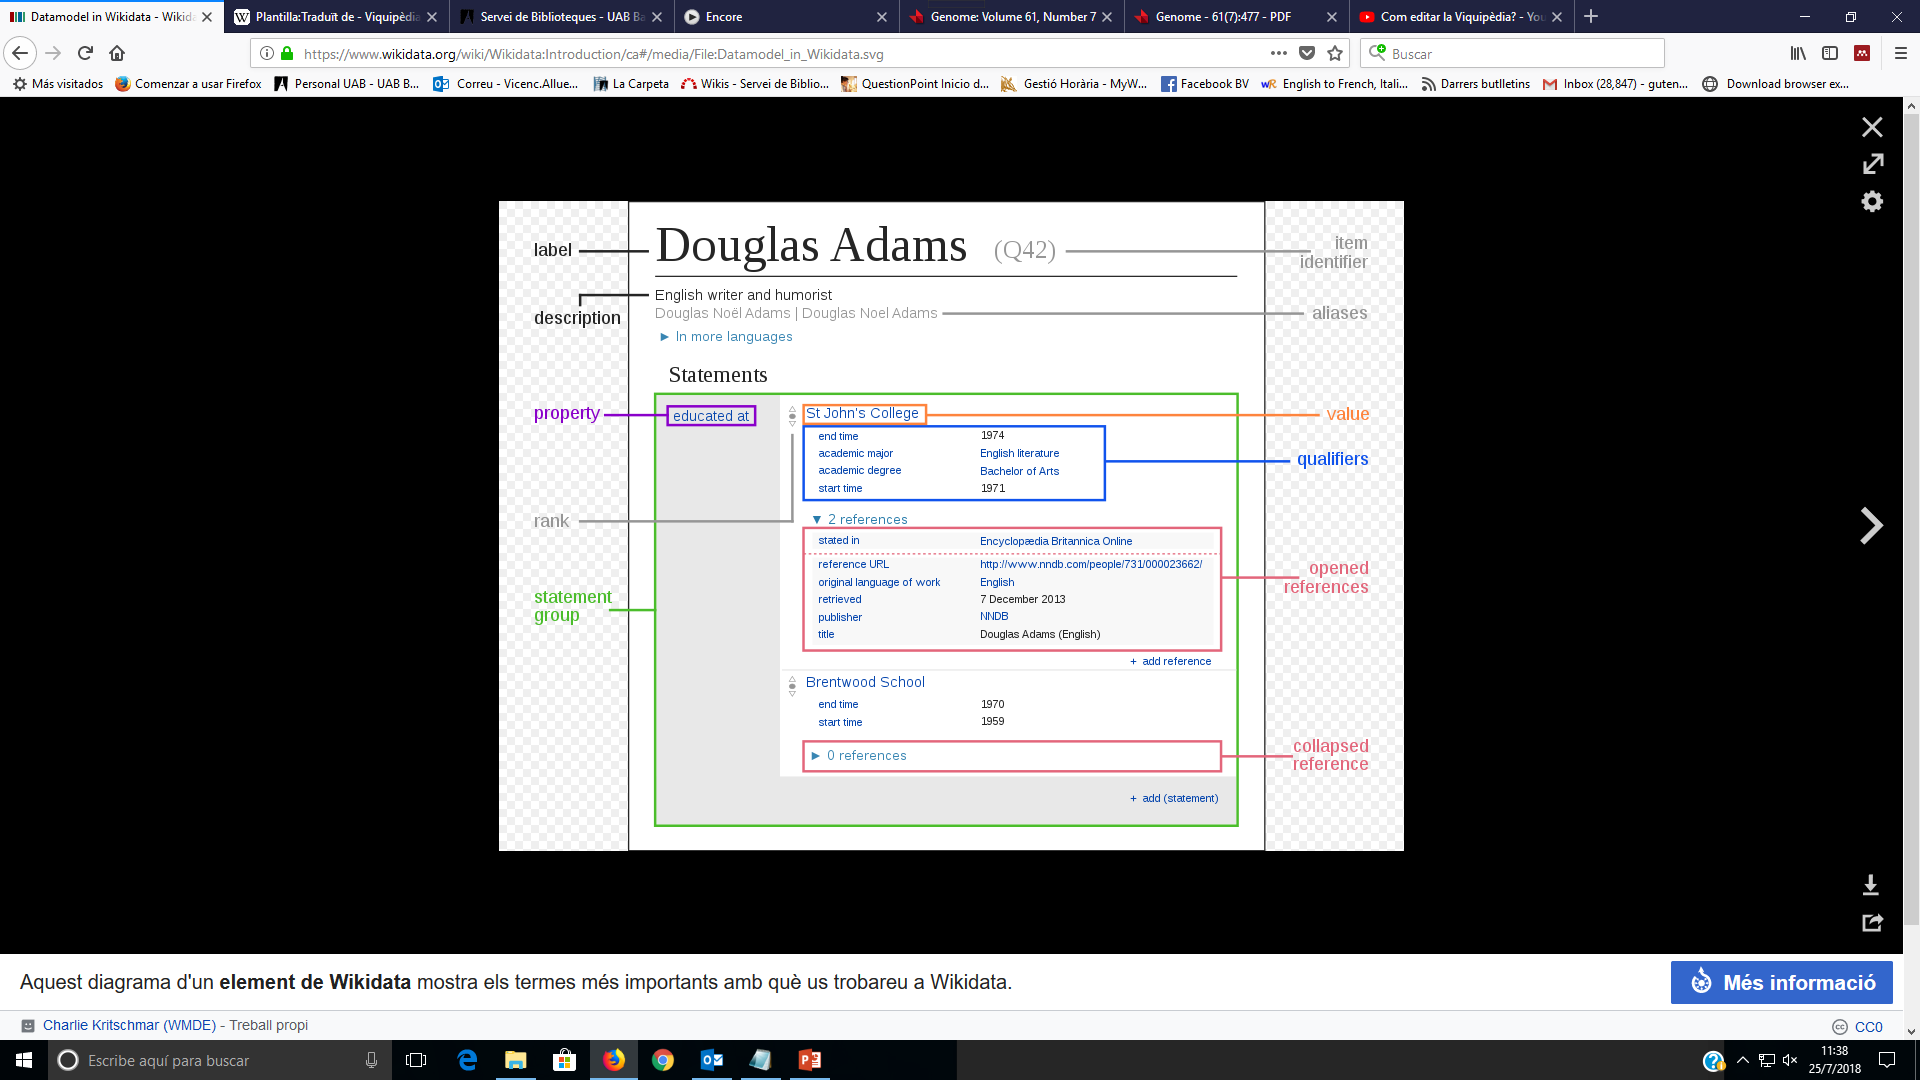 Datamodel in Wikidata - Wikid
Plantilla:Traduït de - Viquipèdi
Servei de Biblioteques - UAB Ba
Encore
Genome: Volume 61, Number 7
Genome - 61(7):477 - PDF
Com editar la Viquipèdia? - You
https://www.wikidata.org/wiki/Wikidata:Introduction/ca#/media/File:Datamodel_in_Wikidata.svg
Buscar
Más visitados
Comenzar a usar Firefox
Personal UAB - UAB B...
Correu - Vicenc.Allue...
La Carpeta
Wikis - Servei de Biblio...
QuestionPoint Inicio d...
Gestió Horària - MyW...
Facebook BV
English to French, Itali...
Darrers butlletins
Inbox (28,847) - guten...
Download browser ex...
label
Douglas Adams (Q42)
item identifier
description
English writer and humorist
Douglas Noël Adams | Douglas Noel Adams
aliases
► In more languages
Statements
property
educated at
St John's College
value
end time 1974
academic major English literature
academic degree Bachelor of Arts
start time 1971
qualifiers
rank
▼ 2 references
stated in Encyclopædia Britannica Online
reference URL http://www.nndb.com/people/731/000023662/
original language of work English
retrieved 7 December 2013
publisher NNDB
title Douglas Adams (English)
opened references
statement group
+ add reference
Brentwood School
end time 1970
start time 1959
► 0 references
collapsed reference
+ add (statement)
Aquest diagrama d'un element de Wikidata mostra els termes més importants amb què us trobareu a Wikidata.
Més informació
Charlie Kritschmar (WMDE) - Treball propi
CC0
Escribe aquí para buscar
11:38
25/7/2018